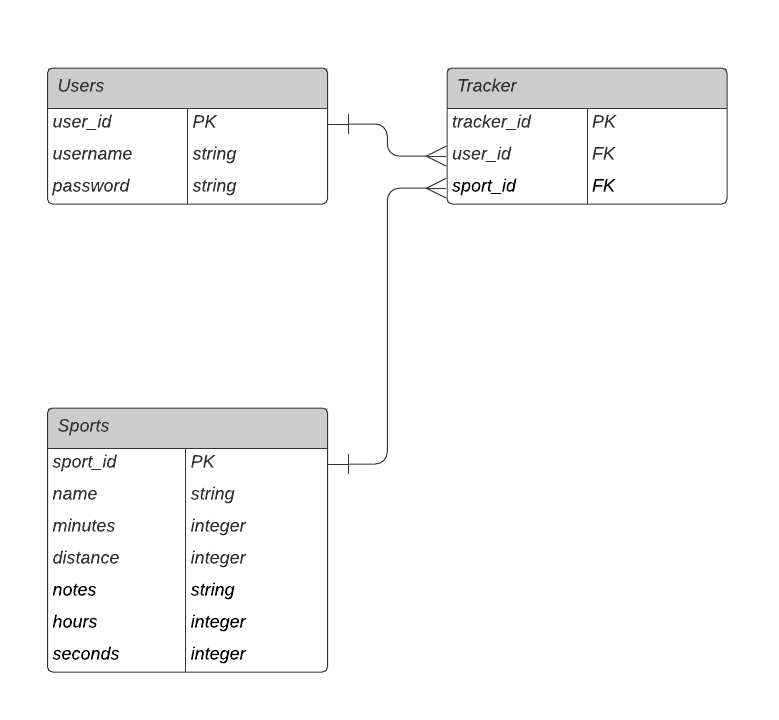 Users
user_id PK
username string
password string
Tracker
tracker_id PK
user_id FK
sport_id FK
Sports
sport_id PK
name string
minutes integer
distance integer
notes string
hours integer
seconds integer